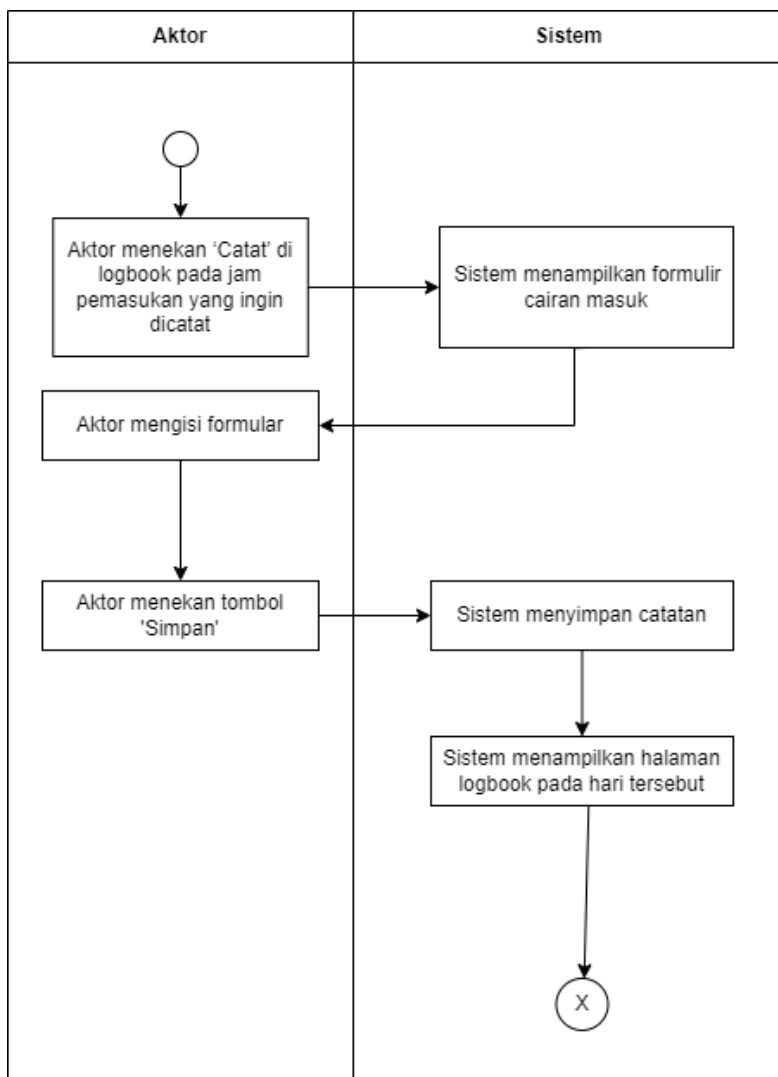 Aktor
Sistem
Aktor menekan ‘Catat’ di
logbook pada jam
pemasukan yang ingin
dicatat
Sistem menampilkan formulir
cairan masuk
Aktor mengisi formular
Aktor menekan tombol
'Simpan'
Sistem menyimpan catatan
Sistem menampilkan halaman
logbook pada hari tersebut
X